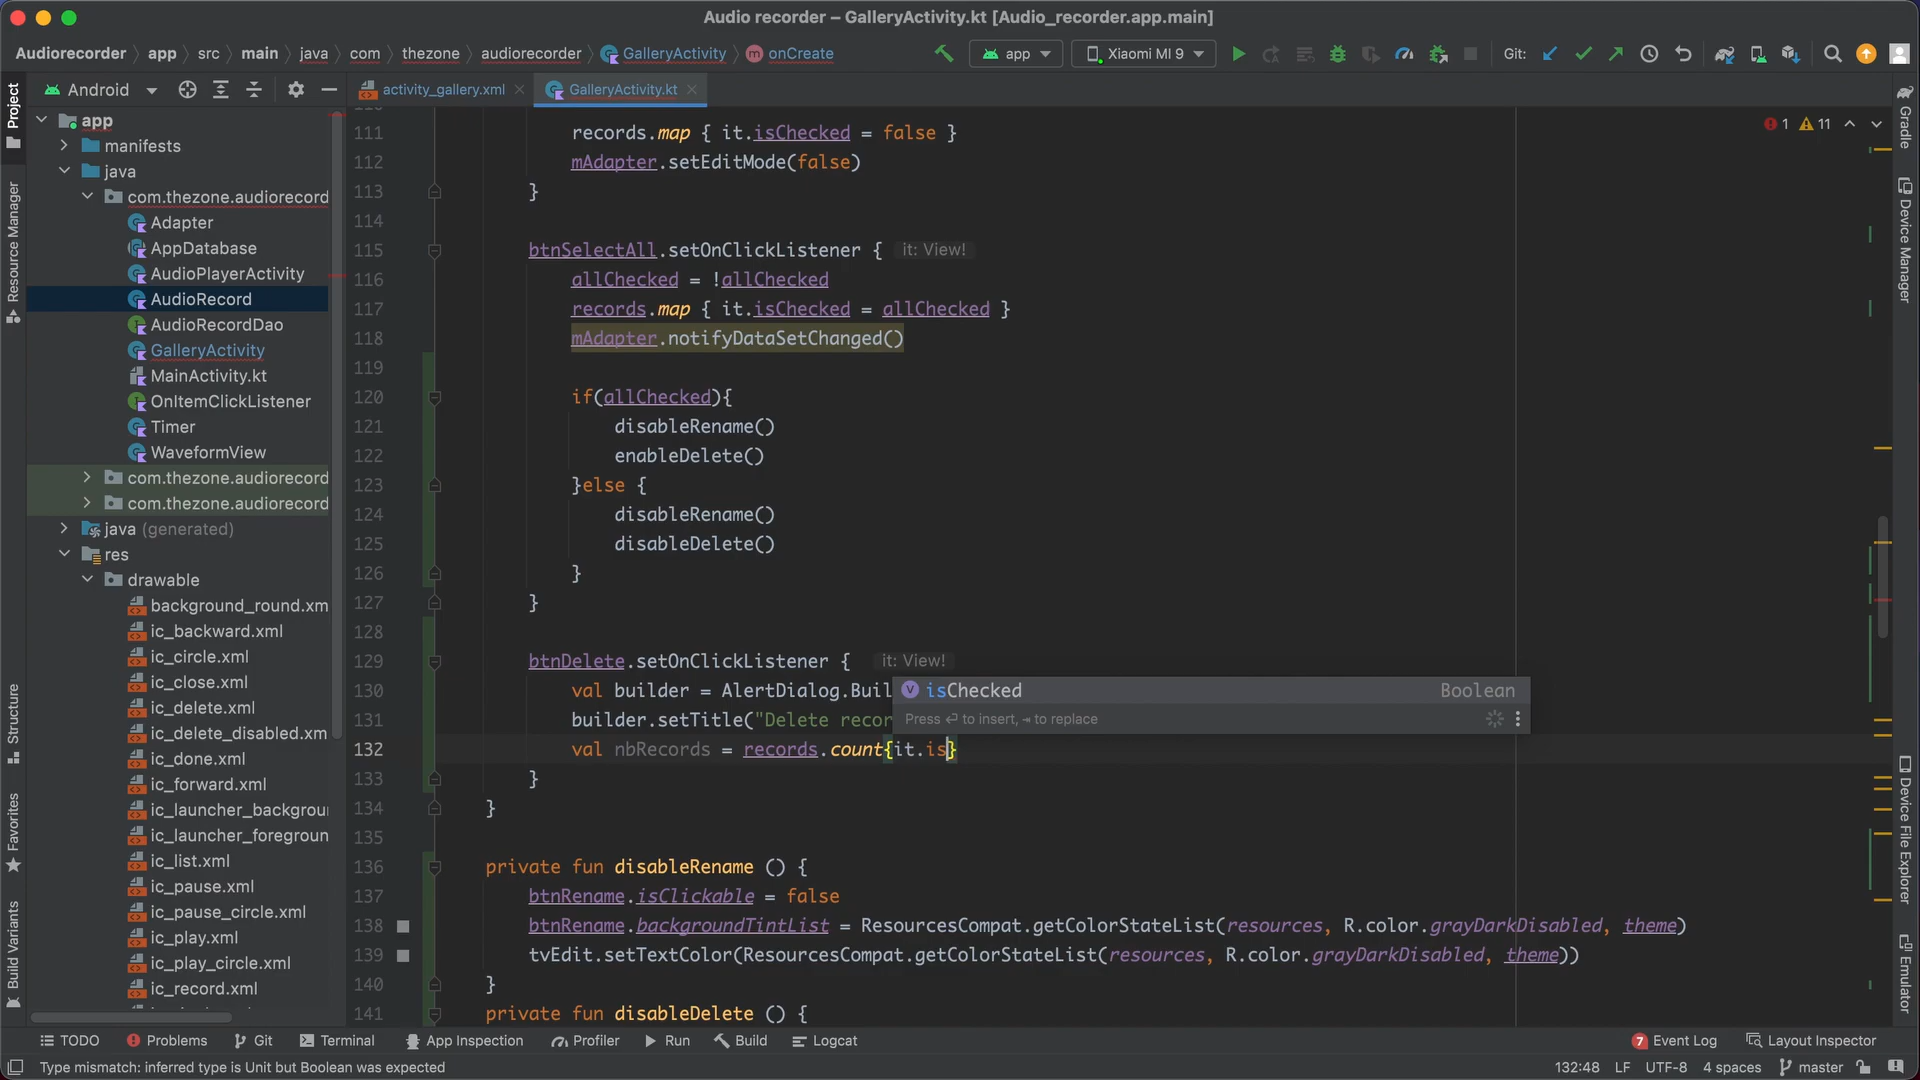 Audio recorder – GalleryActivity.kt [Audio_recorder.app.main]
Audiorecorder app src main java com thezone audiorecorder GalleryActivity onCreate
app Xiaomi MI 9 Git:
Android
activity_gallery.xml GalleryActivity.kt
Project
Resource Manager
Structure
Favorites
Build Variants
app
manifests
java
com.thezone.audiorecord
Adapter
AppDatabase
AudioPlayerActivity
AudioRecord
AudioRecordDao
GalleryActivity
MainActivity.kt
OnItemClickListener
Timer
WaveformView
com.thezone.audiorecord
com.thezone.audiorecord
java (generated)
res
drawable
background_round.xm
ic_backward.xml
ic_circle.xml
ic_close.xml
ic_delete.xml
ic_delete_disabled.xm
ic_done.xml
ic_forward.xml
ic_launcher_backgrou
ic_launcher_foregroun
ic_list.xml
ic_pause.xml
ic_pause_circle.xml
ic_play.xml
ic_play_circle.xml
ic_record.xml
1 11
111 records.map { it.isChecked = false }
112 mAdapter.setEditMode(false)
113 }
114
115 btnSelectAll.setOnClickListener { it: View!
116 allChecked = !allChecked
117 records.map { it.isChecked = allChecked }
118 mAdapter.notifyDataSetChanged()
119
120 if(allChecked){
121 disableRename()
122 enableDelete()
123 }else {
124 disableRename()
125 disableDelete()
126 }
127 }
128
129 btnDelete.setOnClickListener { it: View!
130 val builder = AlertDialog.Buil
131 builder.setTitle("Delete recor
132 val nbRecords = records.count{it.is}
133 }
134 }
135
136 private fun disableRename () {
137 btnRename.isClickable = false
138 btnRename.backgroundTintList = ResourcesCompat.getColorStateList(resources, R.color.grayDarkDisabled, theme)
139 tvEdit.setTextColor(ResourcesCompat.getColorStateList(resources, R.color.grayDarkDisabled, theme))
140 }
141 private fun disableDelete () {
isChecked Boolean
Press ↵ to insert, ⇥ to replace
Gradle
Device Manager
Device File Explorer
Emulator
TODO Problems Git Terminal App Inspection Profiler Run Build Logcat 7 Event Log Layout Inspector
Type mismatch: inferred type is Unit but Boolean was expected 132:48 LF UTF-8 4 spaces master